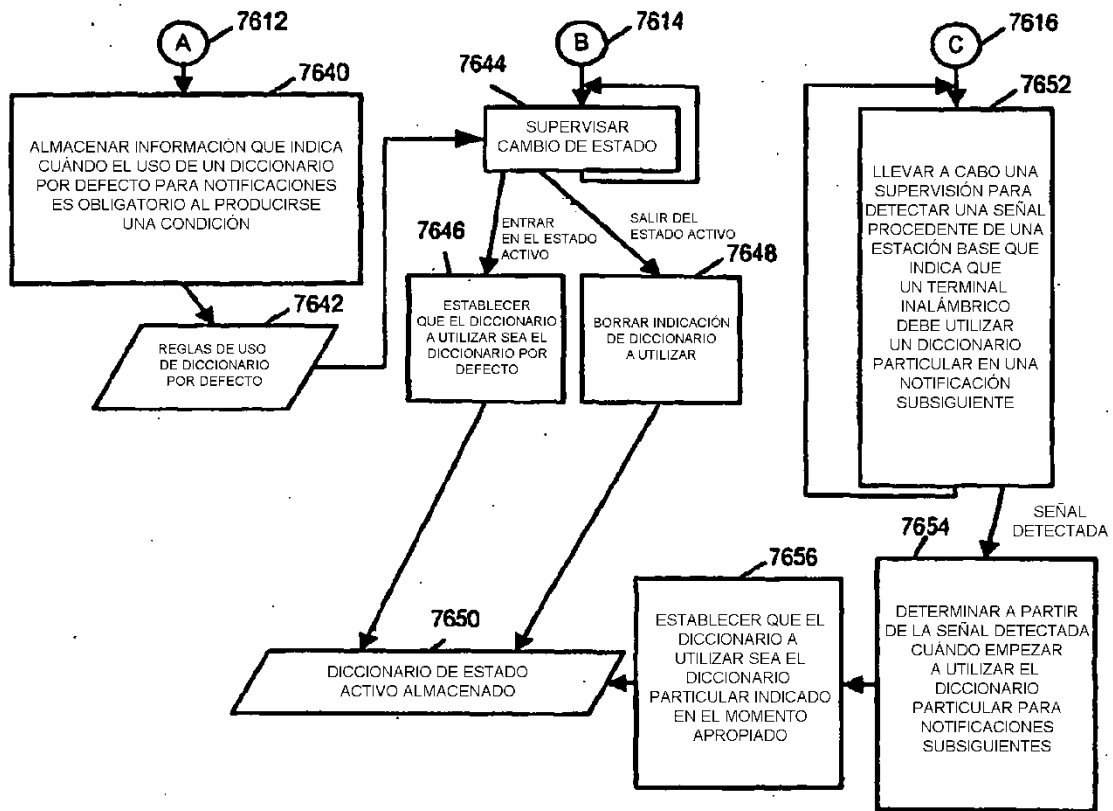 A
7612
7640
ALMACENAR INFORMACIÓN QUE INDICA
CUÁNDO EL USO DE UN DICCIONARIO
POR DEFECTO PARA NOTIFICACIONES
ES OBLIGATORIO AL PRODUCIRSE
UNA CONDICIÓN
7642
REGLAS DE USO
DE DICCIONARIO
POR DEFECTO
B
7614
7644
SUPERVISAR
CAMBIO DE ESTADO
ENTRAR
EN EL ESTADO
ACTIVO
SALIR DEL
ESTADO ACTIVO
7646
ESTABLECER
QUE EL DICCIONARIO
A UTILIZAR SEA EL
DICCIONARIO POR
DEFECTO
7648
BORRAR INDICACIÓN
DE DICCIONARIO
A UTILIZAR
7650
DICCIONARIO DE ESTADO
ACTIVO ALMACENADO
C
7616
7652
LLEVAR A CABO UNA
SUPERVISIÓN PARA
DETECTAR UNA SEÑAL
PROCEDENTE DE UNA
ESTACIÓN BASE QUE
INDICA QUE
UN TERMINAL
INALÁMBRICO
DEBE UTILIZAR
UN DICCIONARIO
PARTICULAR EN UNA
NOTIFICACIÓN
SUBSIGUIENTE
SEÑAL
DETECTADA
7654
DETERMINAR A PARTIR
DE LA SEÑAL DETECTADA
CUÁNDO EMPEZAR
A UTILIZAR EL
DICCIONARIO
PARTICULAR PARA
NOTIFICACIONES
SUBSIGUIENTES
7656
ESTABLECER QUE EL
DICCIONARIO A
UTILIZAR SEA EL
DICCIONARIO
PARTICULAR INDICADO
EN EL MOMENTO
APROPIADO